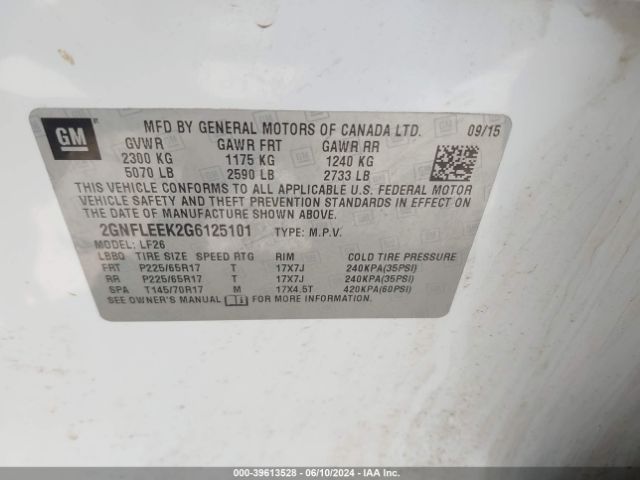 GM
MFD BY GENERAL MOTORS OF CANADA LTD. 09/15
GVWR GAWR FRT GAWR RR
2300 KG 1175 KG 1240 KG
5070 LB 2590 LB 2733 LB
THIS VEHICLE CONFORMS TO ALL APPLICABLE U.S. FEDERAL MOTOR
VEHICLE SAFETY AND THEFT PREVENTION STANDARDS IN EFFECT ON
THE DATE OF MANUFACTURE SHOWN ABOVE.
2GNFLEEK2G6125101 TYPE: M.P.V.
MODEL: LF26
LBBQ TIRE SIZE SPEED RTG RIM COLD TIRE PRESSURE
FRT P225/65R17 T 17X7J 240KPA(35PSI)
RR P225/65R17 T 17X7J 240KPA(35PSI)
SPA T145/70R17 M 17X4.5T 420KPA(60PSI)
SEE OWNER'S MANUAL FOR MORE INFORMATION.
000-39613528 - 06/10/2024 - IAA Inc.